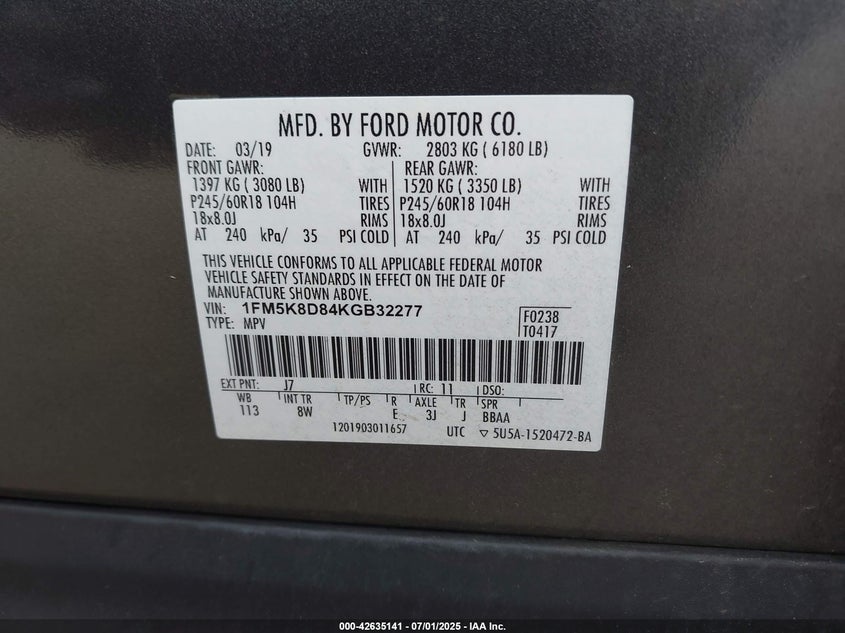 MFD. BY FORD MOTOR CO.
DATE: 03/19 GVWR: 2803 KG ( 6180 LB)
FRONT GAWR: REAR GAWR:
1397 KG ( 3080 LB) WITH 1520 KG ( 3350 LB) WITH
P245/60R18 104H TIRES P245/60R18 104H TIRES
18x8.0J RIMS 18x8.0J RIMS
AT 240 kPa/ 35 PSI COLD AT 240 kPa/ 35 PSI COLD
THIS VEHICLE CONFORMS TO ALL APPLICABLE FEDERAL MOTOR
VEHICLE SAFETY STANDARDS IN EFFECT ON THE DATE OF
MANUFACTURE SHOWN ABOVE.
VIN: 1FM5K8D84KGB32277 F0238
TYPE: MPV T0417
EXT PNT: J7 RC: 11 DSO:
WB INT TR TP/PS R AXLE TR SPR
113 8W E 3J J BBAA
1201903011657 UTC ▽ 5U5A-1520472-BA
000-42635141 / 07/01/2025 - IAA Inc.